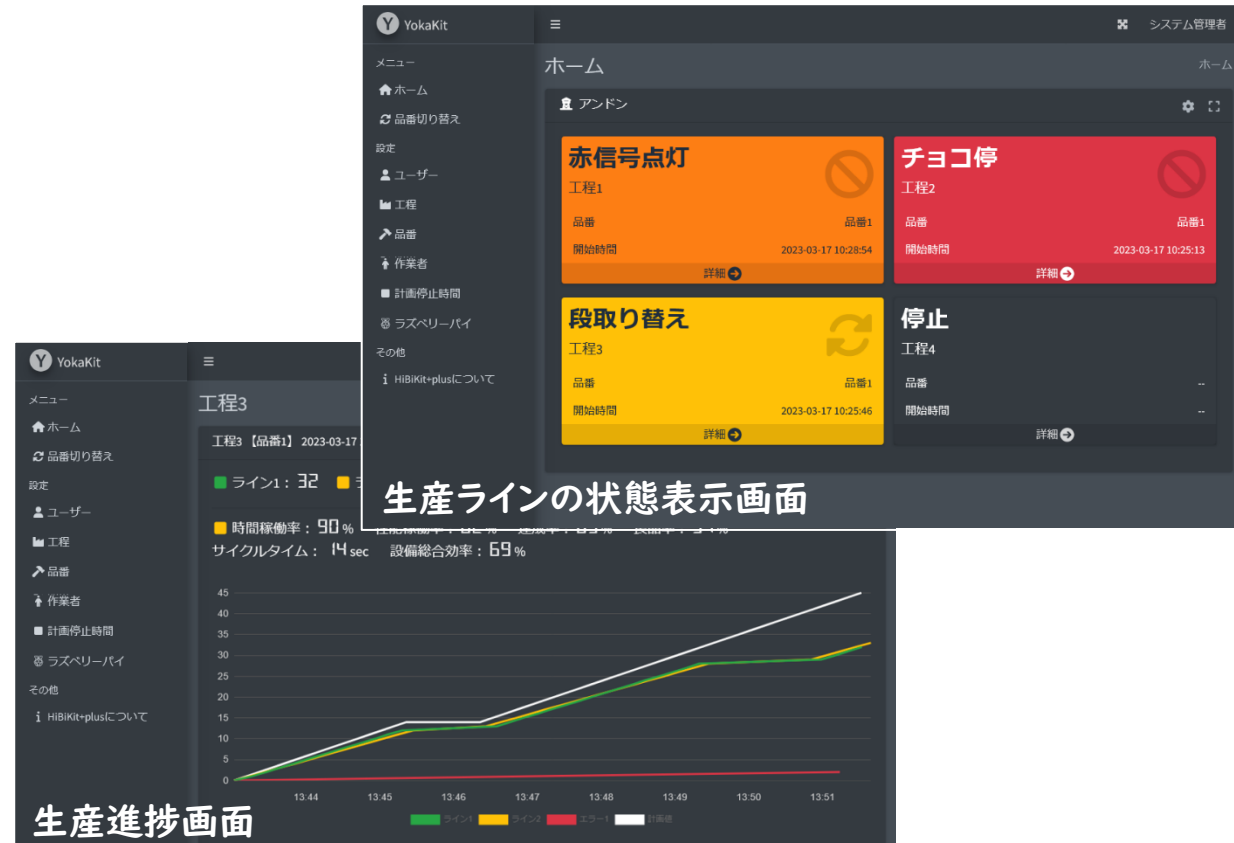 YokaKit
システム管理者
メニュー
ホーム
品番切り替え
設定
ユーザー
工程
品番
作業者
計画停止時間
ラズベリーパイ
その他
HiBiKit+plusについて
ホーム
ホーム
アンドン
赤信号点灯
工程1
品番 品番1
開始時間 2023-03-17 10:28:54
詳細
チョコ停
工程2
品番 品番1
開始時間 2023-03-17 10:25:13
詳細
段取り替え
工程3
品番 品番1
開始時間 2023-03-17 10:25:46
詳細
停止
工程4
品番 --
開始時間 --
詳細
生産ラインの状態表示画面
YokaKit
メニュー
ホーム
品番切り替え
設定
ユーザー
工程
品番
作業者
計画停止時間
ラズベリーパイ
その他
HiBiKit+plusについて
工程3
工程3 【品番1】 2023-03-17
ライン1: 32
時間稼働率: 90%
サイクルタイム: 14 sec 設備総合効率: 69%
45
40
35
30
25
20
15
10
5
0
13:44 13:45 13:46 13:47 13:48 13:49 13:50 13:51
ライン1 ライン2 エラー1 計画値
生産進捗画面